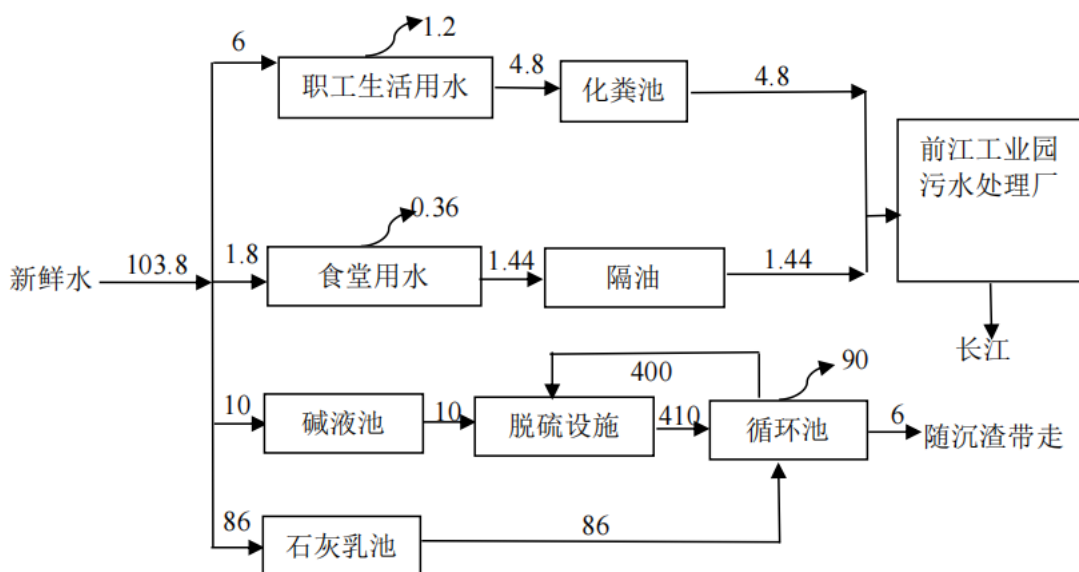 1.2
6
职工生活用水
4.8
化粪池
4.8
前江工业园
污水处理厂
0.36
新鲜水
103.8
1.8
食堂用水
1.44
隔油
1.44
长江
400
90
10
碱液池
10
脱硫设施
410
循环池
6
随沉渣带走
86
石灰乳池
86